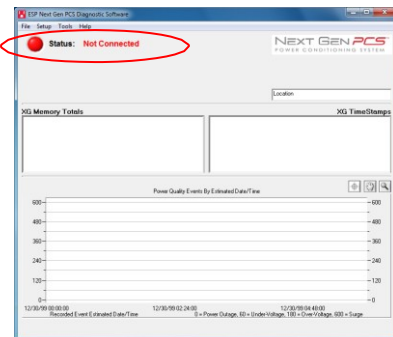 ESP Next Gen PCS Diagnostic Software
File Setup Tools Help
Status: Not Connected
NEXT GEN PCS
POWER CONDITIONING SYSTEM
Location
XG Memory Totals
XG TimeStamps
Power Quality Events By Estimated Date/Time
600 600
480 480
360 360
240 240
120 120
0 0
12/30/99 00:00:00 12/30/99 02:24:00 12/30/99 04:48:00
Recorded Event Estimated Date/Time 0 = Power Outage, 60 = Under-Voltage, 180 = Over-Voltage, 600 = Surge